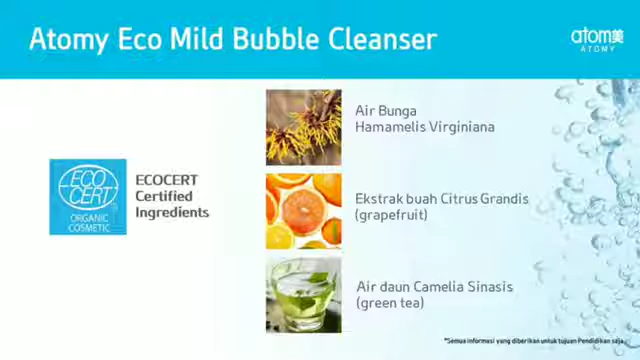 Atomy Eco Mild Bubble Cleanser
atom美
ATOMY
Air Bunga
Hamamelis Virginiana
ECO
CERT
ORGANIC
COSMETIC
ECOCERT
Certified
Ingredients
Ekstrak buah Citrus Grandis
(grapefruit)
Air daun Camelia Sinasis
(green tea)
*Semua informasi yang diberikan untuk tujuan Pendidikan saja